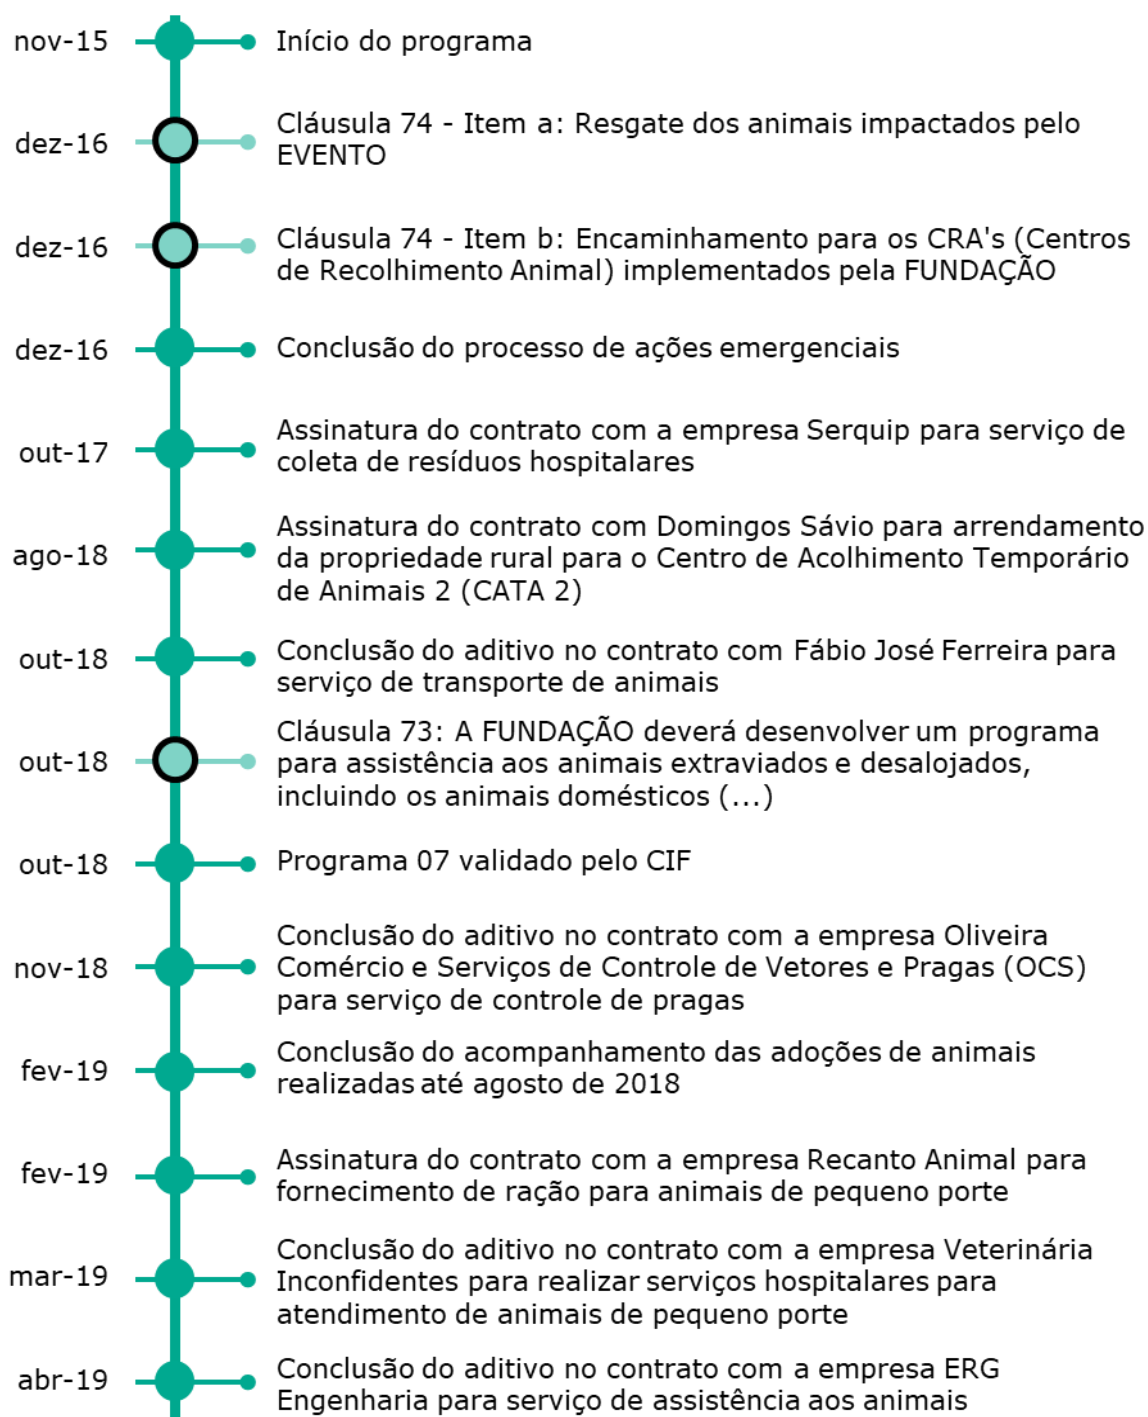 nov-15 Início do programa
dez-16 Cláusula 74 - Item a: Resgate dos animais impactados pelo
EVENTO
dez-16 Cláusula 74 - Item b: Encaminhamento para os CRA's (Centros
de Recolhimento Animal) implementados pela FUNDAÇÃO
dez-16 Conclusão do processo de ações emergenciais
out-17 Assinatura do contrato com a empresa Serquip para serviço de
coleta de resíduos hospitalares
ago-18 Assinatura do contrato com Domingos Sávio para arrendamento
da propriedade rural para o Centro de Acolhimento Temporário
de Animais 2 (CATA 2)
out-18 Conclusão do aditivo no contrato com Fábio José Ferreira para
serviço de transporte de animais
out-18 Cláusula 73: A FUNDAÇÃO deverá desenvolver um programa
para assistência aos animais extraviados e desalojados,
incluindo os animais domésticos (...)
out-18 Programa 07 validado pelo CIF
nov-18 Conclusão do aditivo no contrato com a empresa Oliveira
Comércio e Serviços de Controle de Vetores e Pragas (OCS)
para serviço de controle de pragas
fev-19 Conclusão do acompanhamento das adoções de animais
realizadas até agosto de 2018
fev-19 Assinatura do contrato com a empresa Recanto Animal para
fornecimento de ração para animais de pequeno porte
mar-19 Conclusão do aditivo no contrato com a empresa Veterinária
Inconfidentes para realizar serviços hospitalares para
atendimento de animais de pequeno porte
abr-19 Conclusão do aditivo no contrato com a empresa ERG
Engenharia para serviço de assistência aos animais